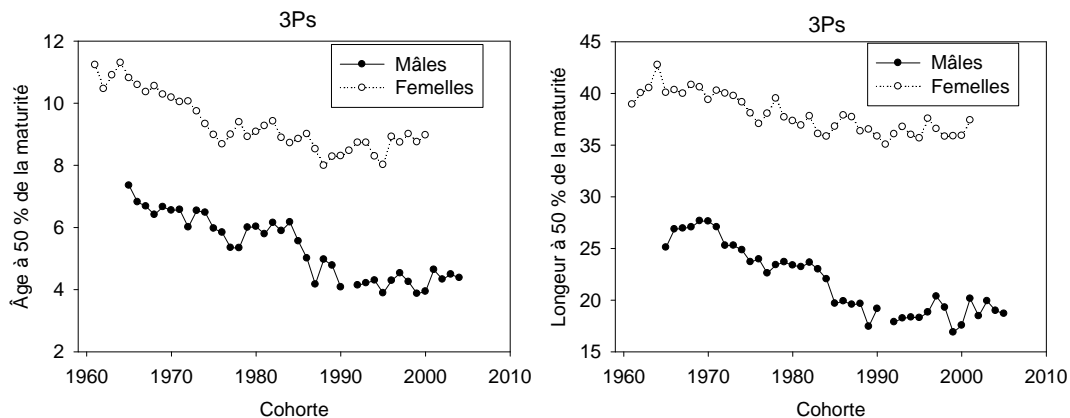 3Ps
Âge à 50 % de la maturité
12
10
8
6
4
2
Mâles
Femelles
1960 1970 1980 1990 2000 2010
Cohorte
3Ps
Longeur à 50 % de la maturité
45
40
35
30
25
20
15
Mâles
Femelles
1960 1970 1980 1990 2000 2010
Cohorte